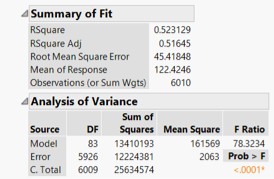 Summary of Fit
RSquare 0.523129
RSquare Adj 0.51645
Root Mean Square Error 45.41848
Mean of Response 122.4246
Observations (or Sum Wgts) 6010
Analysis of Variance
Sum of
Source DF Squares Mean Square F Ratio
Model 83 13410193 161569 78.3234
Error 5926 12224381 2063 Prob > F
C. Total 6009 25634574 <.0001*